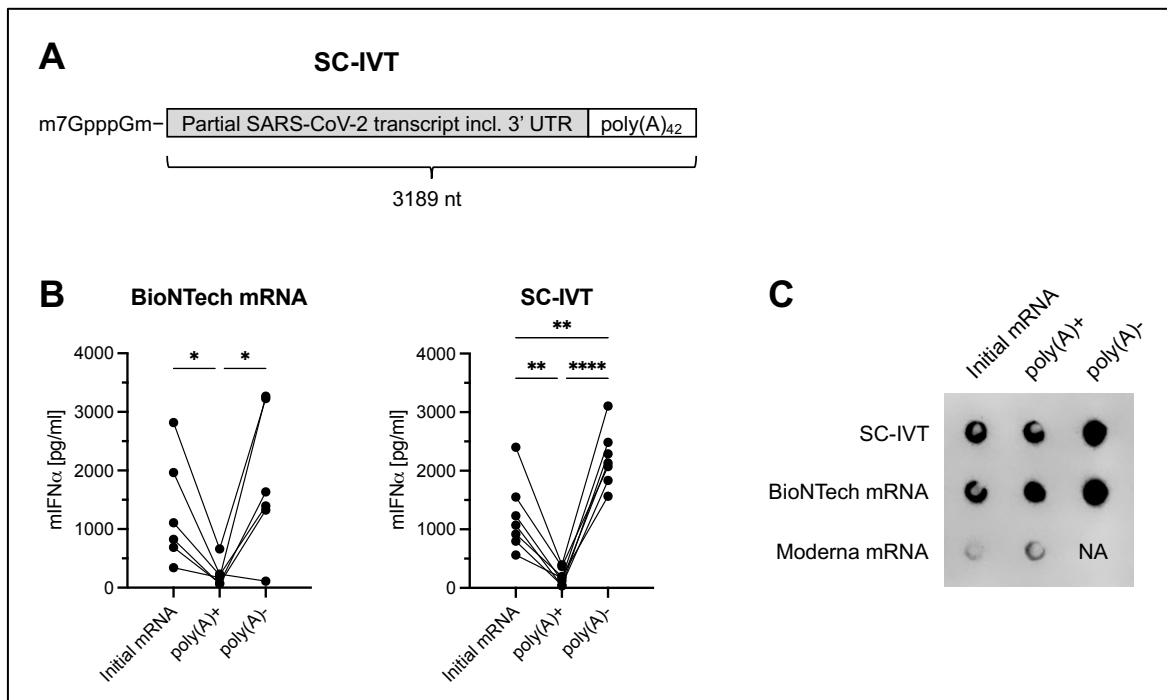 A
SC-IVT
m7GpppGm–
Partial SARS-CoV-2 transcript incl. 3’ UTR
poly(A)42
3189 nt
B
BioNTech mRNA
SC-IVT
mIFNα [pg/ml]
4000
3000
2000
1000
0
* *
Initial mRNA
poly(A)+
poly(A)-
mIFNα [pg/ml]
4000
3000
2000
1000
0
**
** ****
Initial mRNA
poly(A)+
poly(A)-
C
Initial mRNA
poly(A)+
poly(A)-
SC-IVT
BioNTech mRNA
Moderna mRNA
NA